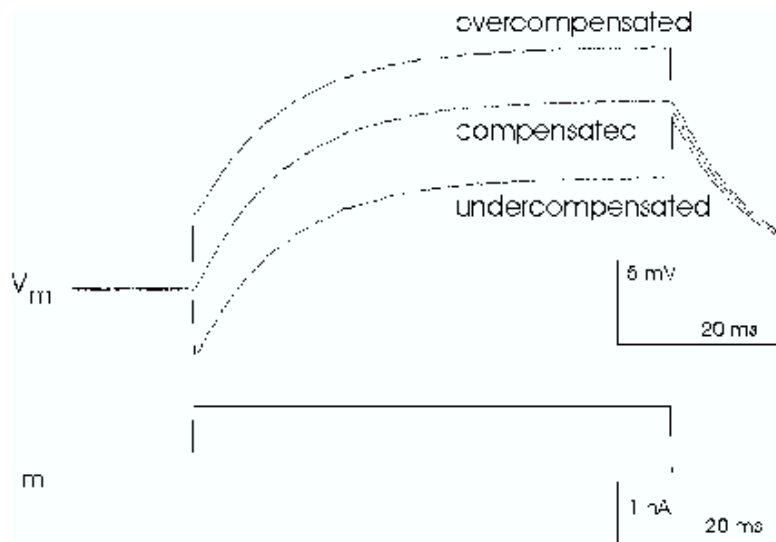 overcompensated
compensatec
undercompensated
Vm
5 mV
20 ms
m
1 nA
20 ms